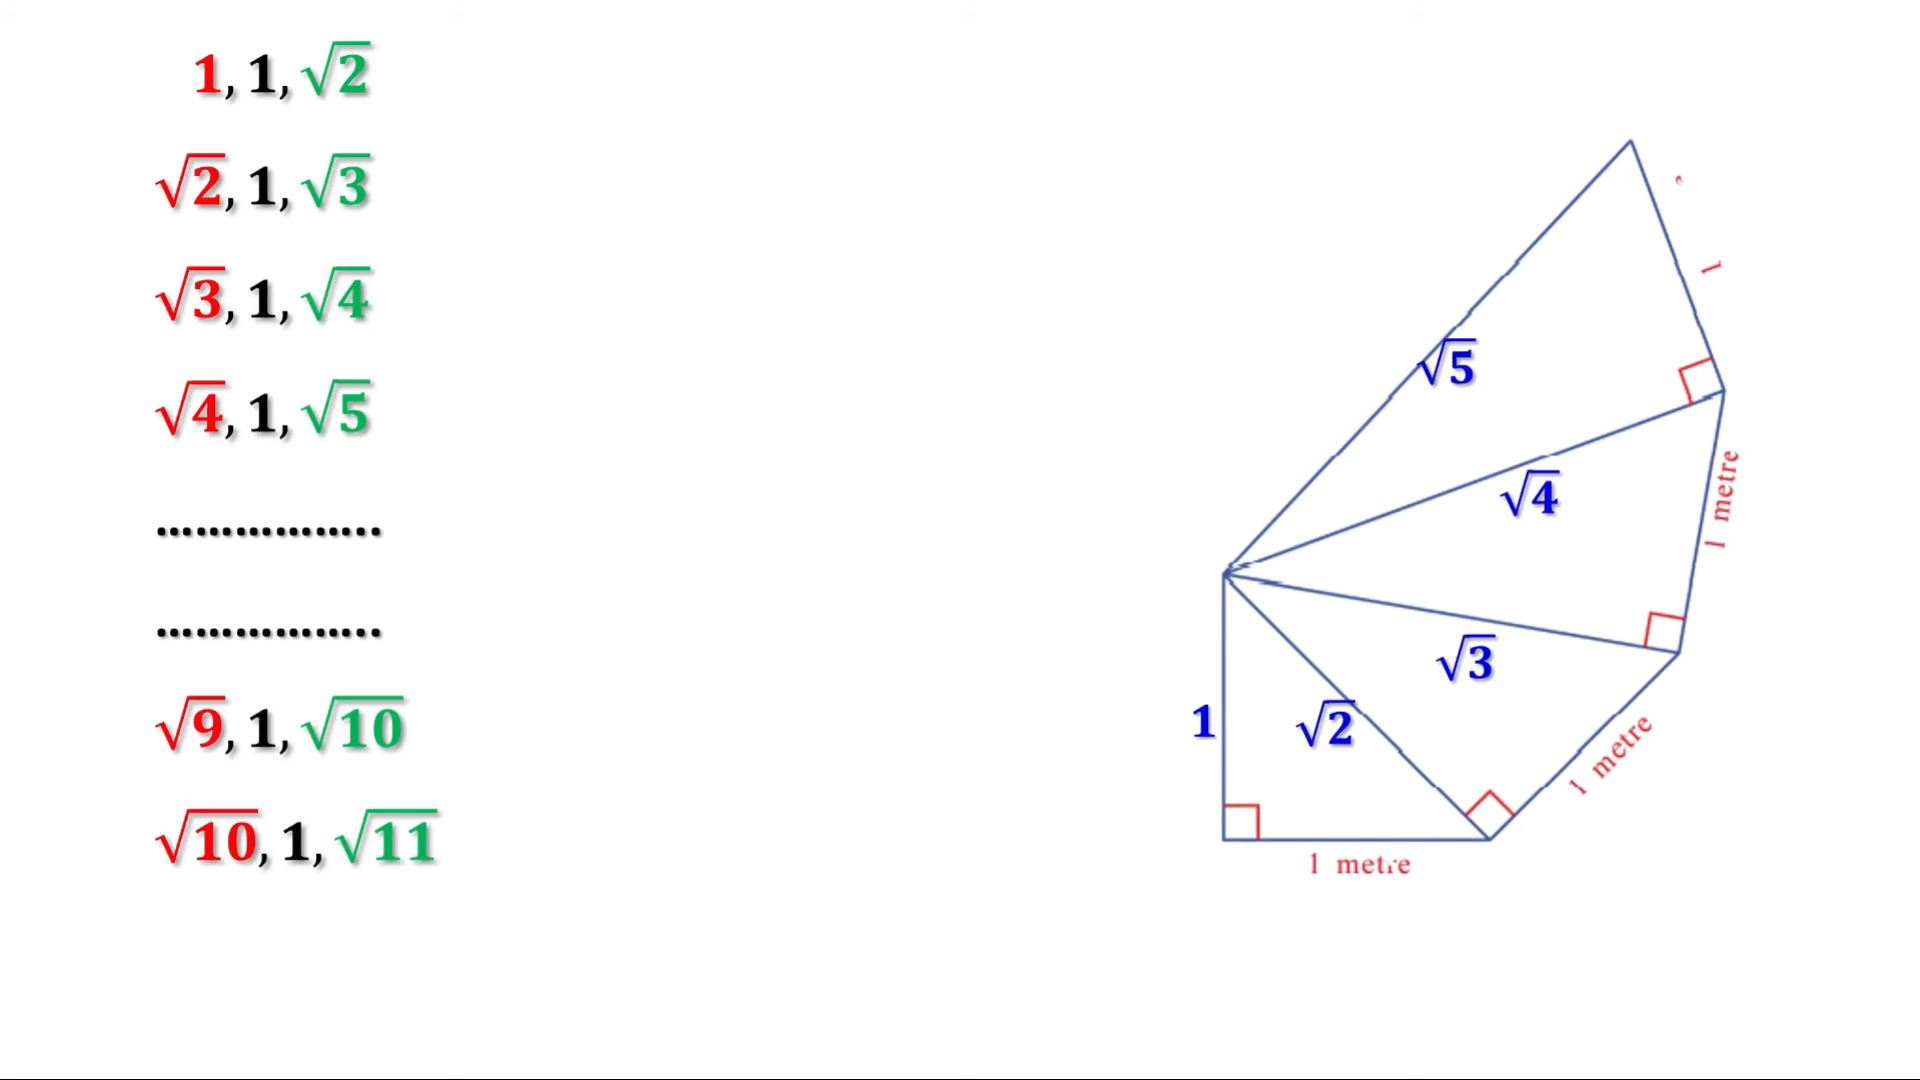 1, 1, √2
√2, 1, √3
√3, 1, √4
√4, 1, √5
.................
.................
√9, 1, √10
√10, 1, √11
√5
1
√4
1 metre
√3
1
√2
1 metre
1 metre